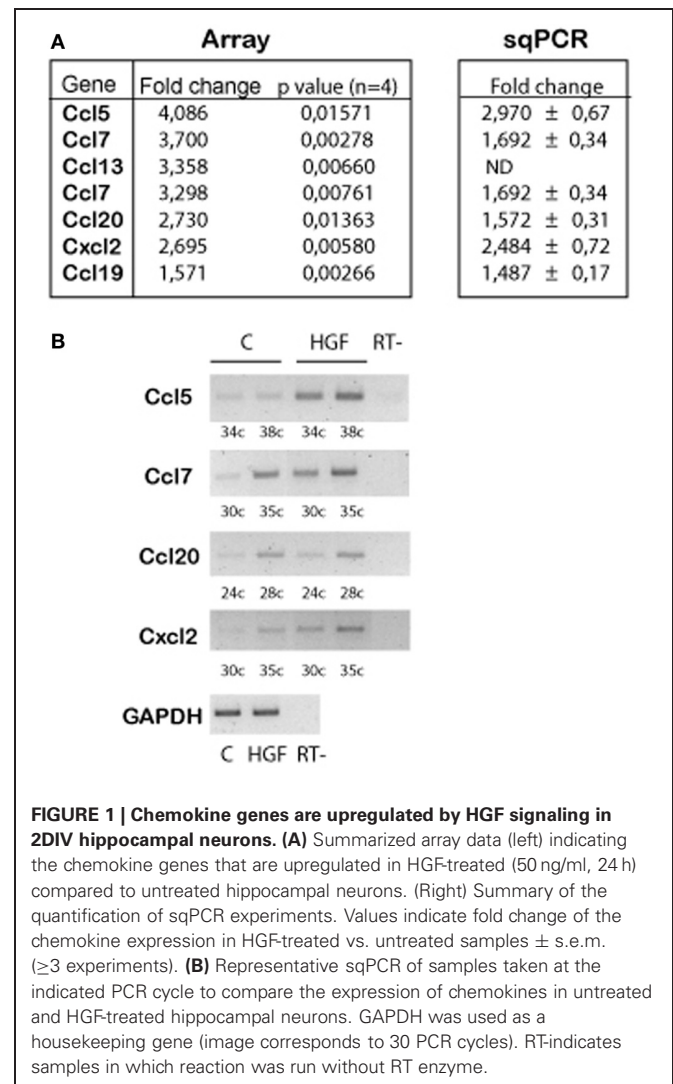 A Array sqPCR
Gene Fold change p value (n=4) Fold change
Ccl5 4,086 0,01571 2,970 ± 0,67
Ccl7 3,700 0,00278 1,692 ± 0,34
Ccl13 3,358 0,00660 ND
Ccl7 3,298 0,00761 1,692 ± 0,34
Ccl20 2,730 0,01363 1,572 ± 0,31
Cxcl2 2,695 0,00580 2,484 ± 0,72
Ccl19 1,571 0,00266 1,487 ± 0,17
B C HGF RT-
Ccl5
34c 38c 34c 38c
Ccl7
30c 35c 30c 35c
Ccl20
24c 28c 24c 28c
Cxcl2
30c 35c 30c 35c
GAPDH
C HGF RT-
FIGURE 1 | Chemokine genes are upregulated by HGF signaling in
2DIV hippocampal neurons. (A) Summarized array data (left) indicating
the chemokine genes that are upregulated in HGF-treated (50 ng/ml, 24 h)
compared to untreated hippocampal neurons. (Right) Summary of the
quantification of sqPCR experiments. Values indicate fold change of the
chemokine expression in HGF-treated vs. untreated samples ± s.e.m.
(≥3 experiments). (B) Representative sqPCR of samples taken at the
indicated PCR cycle to compare the expression of chemokines in untreated
and HGF-treated hippocampal neurons. GAPDH was used as a
housekeeping gene (image corresponds to 30 PCR cycles). RT-indicates
samples in which reaction was run without RT enzyme.